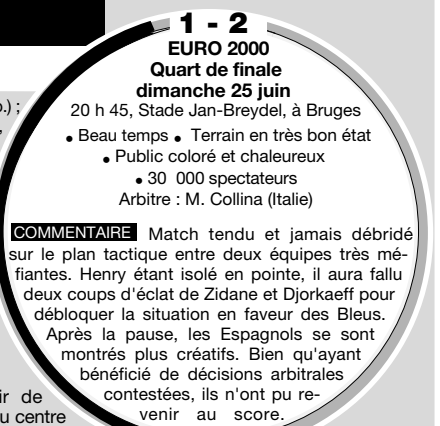 1 - 2
EURO 2000
Quart de finale
dimanche 25 juin
20 h 45, Stade Jan-Breydel, à Bruges
• Beau temps • Terrain en très bon état
• Public coloré et chaleureux
• 30 000 spectateurs
Arbitre : M. Collina (Italie)
COMMENTAIRE Match tendu et jamais débridé
sur le plan tactique entre deux équipes très mé-
fiantes. Henry étant isolé en pointe, il aura fallu
deux coups d'éclat de Zidane et Djorkaeff pour
débloquer la situation en faveur des Bleus.
Après la pause, les Espagnols se sont
montrés plus créatifs. Bien qu'ayant
bénéficié de décisions arbitrales
contestées, ils n'ont pu re-
venir au score.
.) ;
,
ir de
u centre